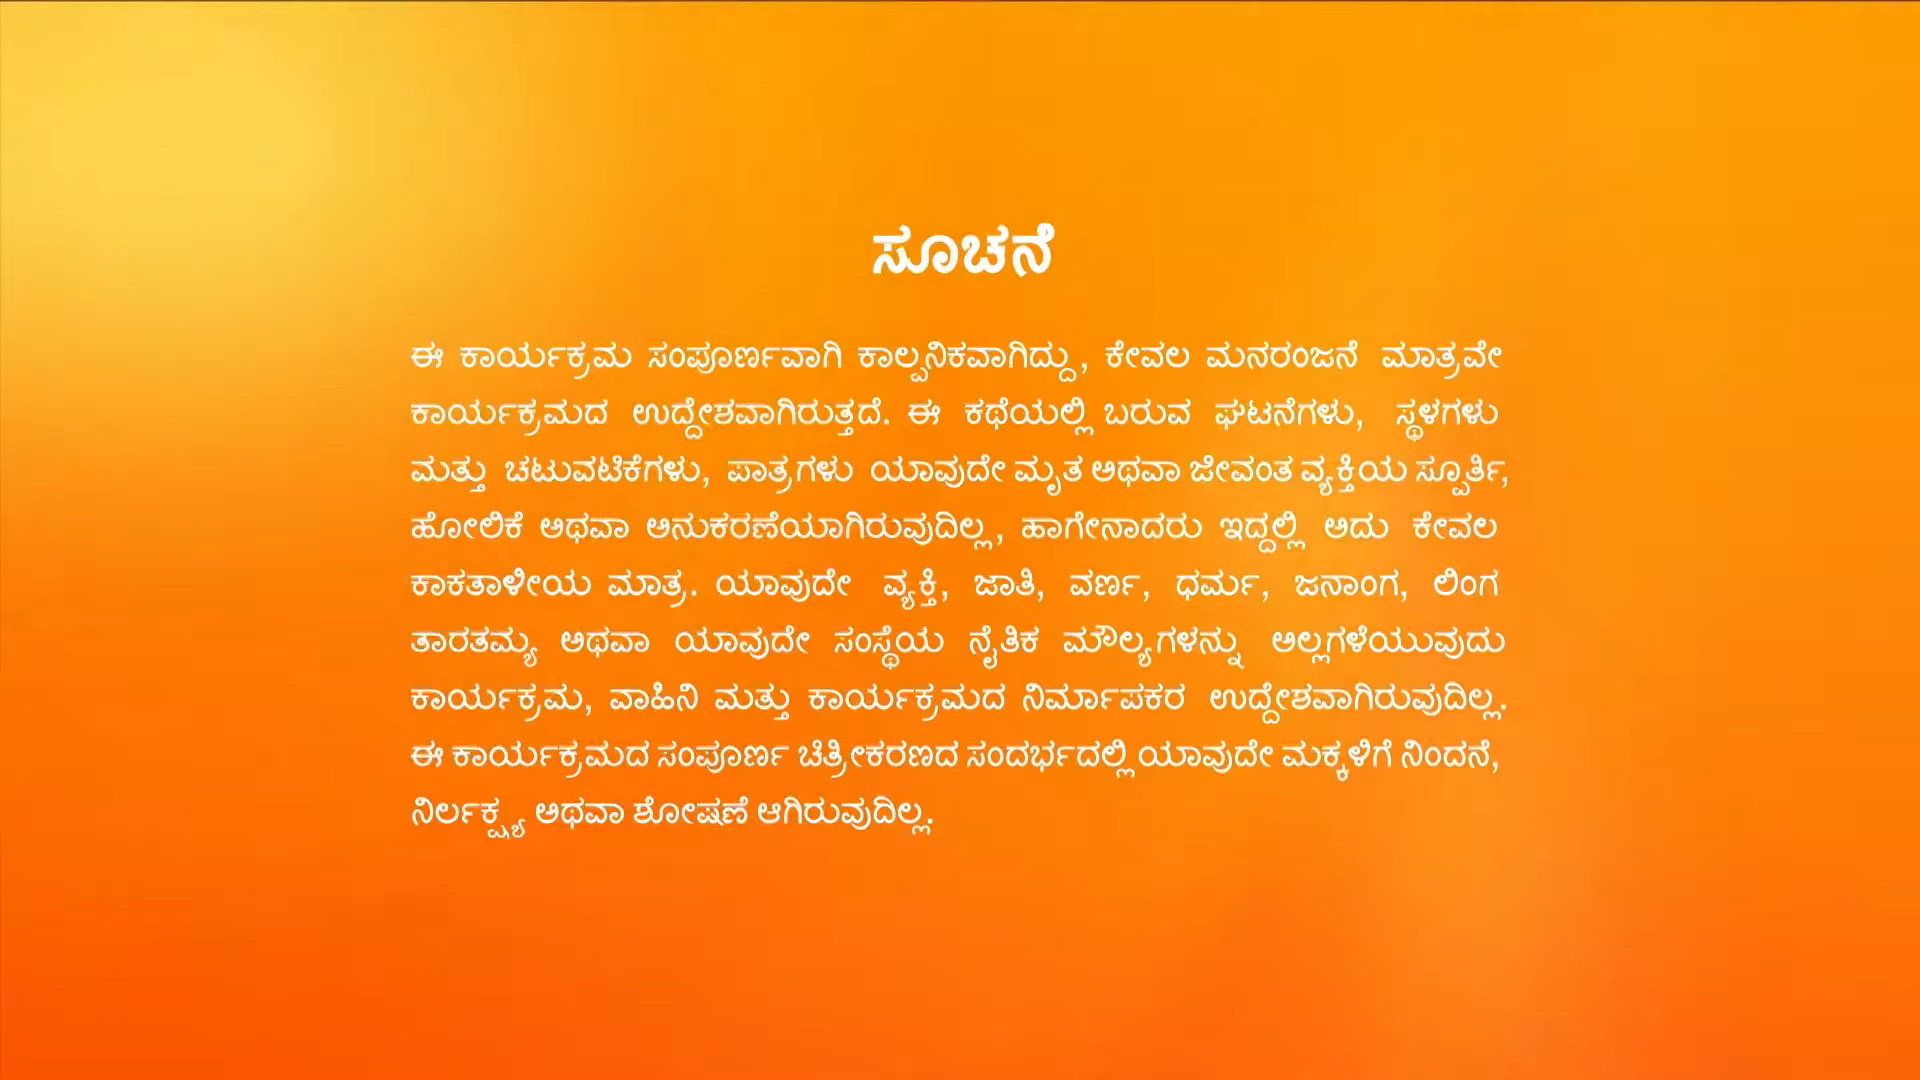 ಸೂಚನೆ
ಈ ಕಾರ್ಯಕ್ರಮ ಸಂಪೂರ್ಣವಾಗಿ ಕಾಲ್ಪನಿಕವಾಗಿದ್ದು, ಕೇವಲ ಮನರಂಜನೆ ಮಾತ್ರವೇ
ಕಾರ್ಯಕ್ರಮದ ಉದ್ದೇಶವಾಗಿರುತ್ತದೆ. ಈ ಕಥೆಯಲ್ಲಿ ಬರುವ ಘಟನೆಗಳು, ಸ್ಥಳಗಳು
ಮತ್ತು ಚಟುವಟಿಕೆಗಳು, ಪಾತ್ರಗಳು ಯಾವುದೇ ಮೃತ ಅಥವಾ ಜೀವಂತ ವ್ಯಕ್ತಿಯ ಸ್ಪೂರ್ತಿ,
ಹೋಲಿಕೆ ಅಥವಾ ಅನುಕರಣೆಯಾಗಿರುವುದಿಲ್ಲ, ಹಾಗೇನಾದರು ಇದ್ದಲ್ಲಿ ಅದು ಕೇವಲ
ಕಾಕತಾಳೀಯ ಮಾತ್ರ. ಯಾವುದೇ ವ್ಯಕ್ತಿ, ಜಾತಿ, ವರ್ಣ, ಧರ್ಮ, ಜನಾಂಗ, ಲಿಂಗ
ತಾರತಮ್ಯ ಅಥವಾ ಯಾವುದೇ ಸಂಸ್ಥೆಯ ನೈತಿಕ ಮೌಲ್ಯಗಳನ್ನು ಅಲ್ಲಗಳೆಯುವುದು
ಕಾರ್ಯಕ್ರಮ, ವಾಹಿನಿ ಮತ್ತು ಕಾರ್ಯಕ್ರಮದ ನಿರ್ಮಾಪಕರ ಉದ್ದೇಶವಾಗಿರುವುದಿಲ್ಲ.
ಈ ಕಾರ್ಯಕ್ರಮದ ಸಂಪೂರ್ಣ ಚಿತ್ರೀಕರಣದ ಸಂದರ್ಭದಲ್ಲಿ ಯಾವುದೇ ಮಕ್ಕಳಿಗೆ ನಿಂದನೆ,
ನಿರ್ಲಕ್ಷ್ಯ ಅಥವಾ ಶೋಷಣೆ ಆಗಿರುವುದಿಲ್ಲ.